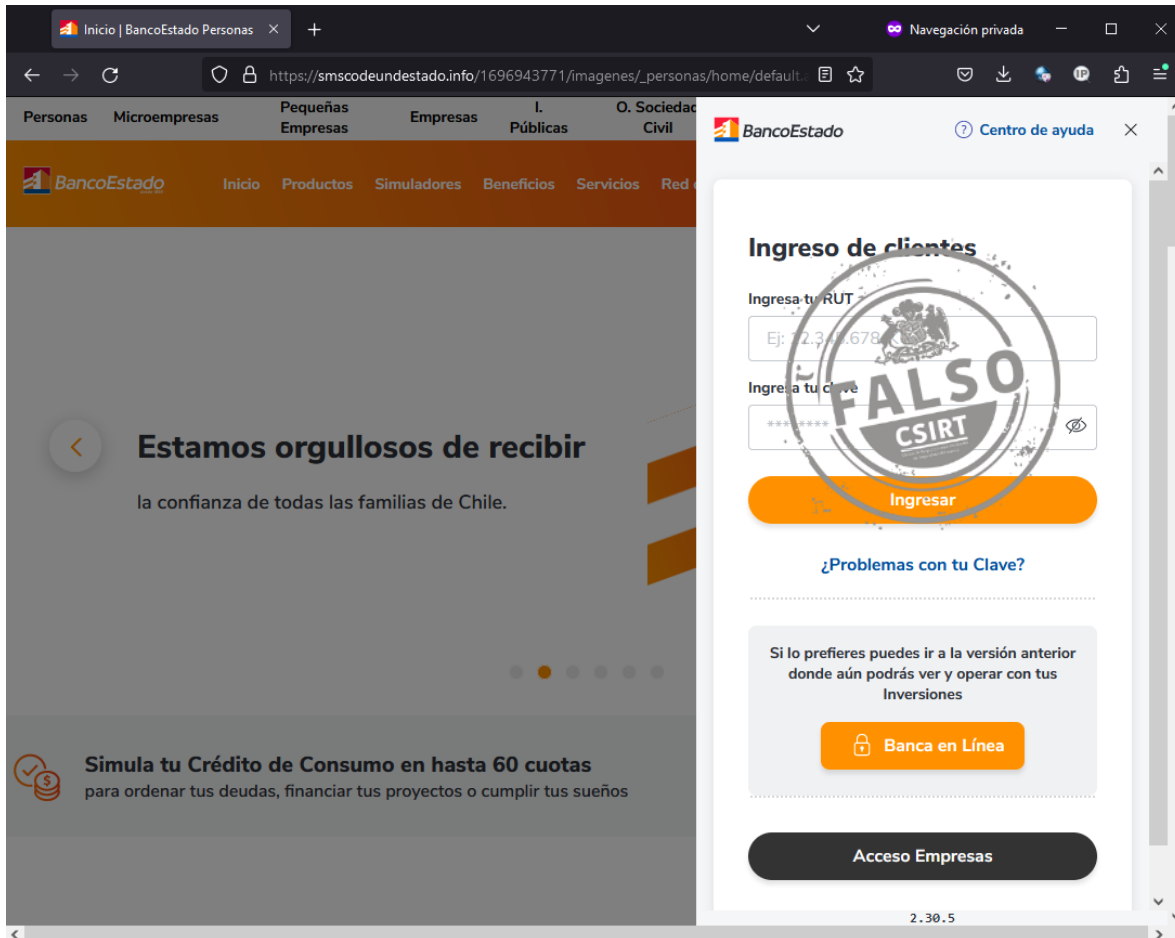 Inicio | BancoEstado Personas
Navegación privada
https://smscodeundestado.info/1696943771/imagenes/_personas/home/default.
Personas Microempresas Pequeñas Empresas Empresas I. Públicas O. Sociedad Civil
BancoEstado Inicio Productos Simuladores Beneficios Servicios Red
Estamos orgullosos de recibir
la confianza de todas las familias de Chile.
Simula tu Crédito de Consumo en hasta 60 cuotas
para ordenar tus deudas, financiar tus proyectos o cumplir tus sueños
BancoEstado Centro de ayuda
Ingreso de clientes
Ingresa tu RUT
Ej: 12.345.678
Ingresa tu clave
********
FALSO
CSIRT
Ingresar
¿Problemas con tu Clave?
Si lo prefieres puedes ir a la versión anterior
donde aún podrás ver y operar con tus
Inversiones
Banca en Línea
Acceso Empresas
2.30.5